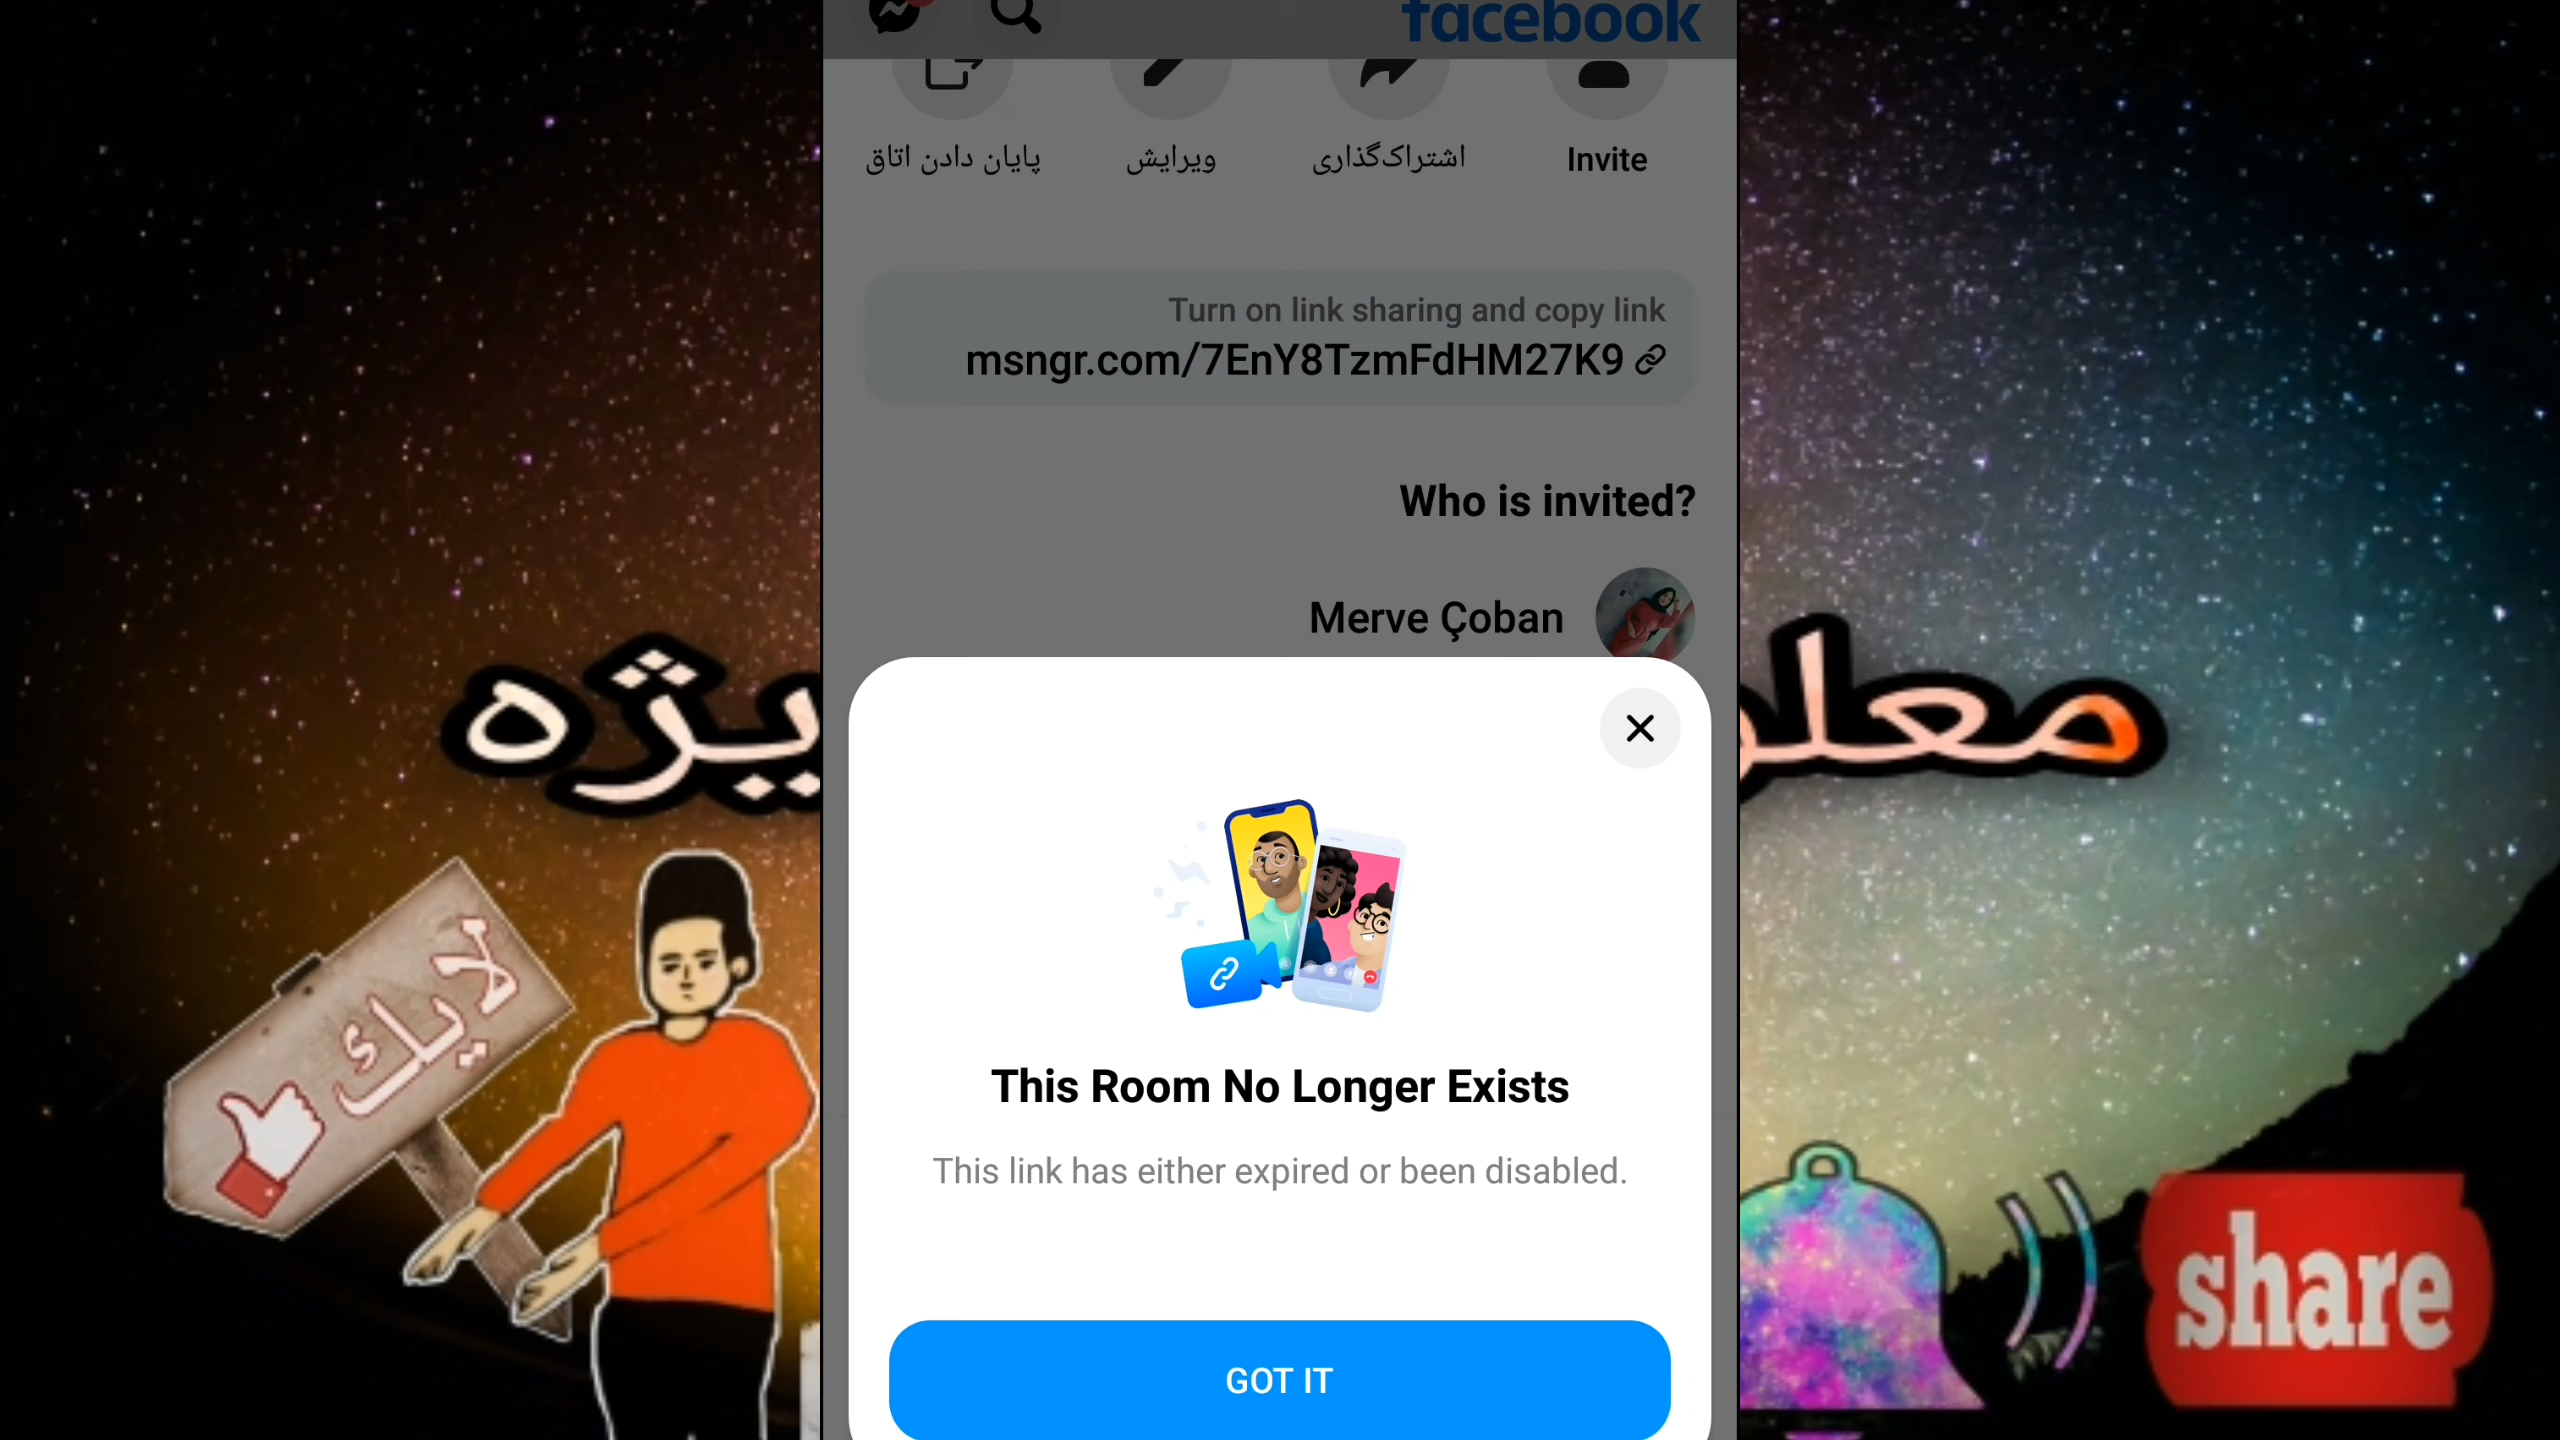 facebook
Invite
اشتراک‌گذاری
ویرایش
پایان دادن اتاق
Turn on link sharing and copy link
msngr.com/7EnY8TzmFdHM27K9
Who is invited?
Merve Çoban
This Room No Longer Exists
This link has either expired or been disabled.
GOT IT
لایك
share